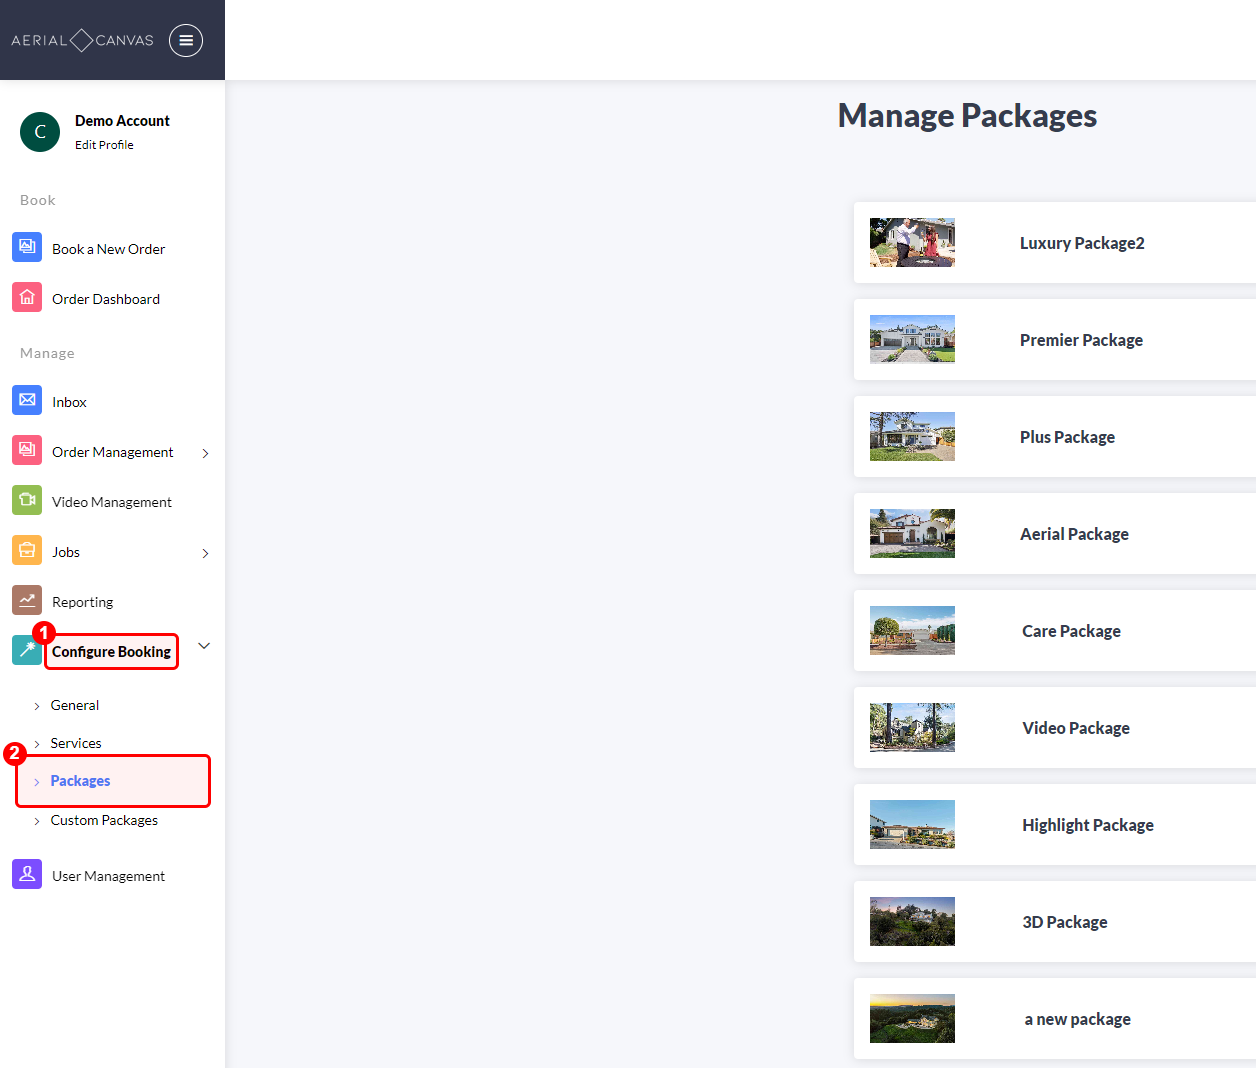 AERIAL CANVAS
C
Demo Account
Edit Profile
Book
Book a New Order
Order Dashboard
Manage
Inbox
Order Management
Video Management
Jobs
Reporting
1
Configure Booking
General
Services
2
Packages
Custom Packages
User Management
Manage Packages
Luxury Package2
Premier Package
Plus Package
Aerial Package
Care Package
Video Package
Highlight Package
3D Package
a new package